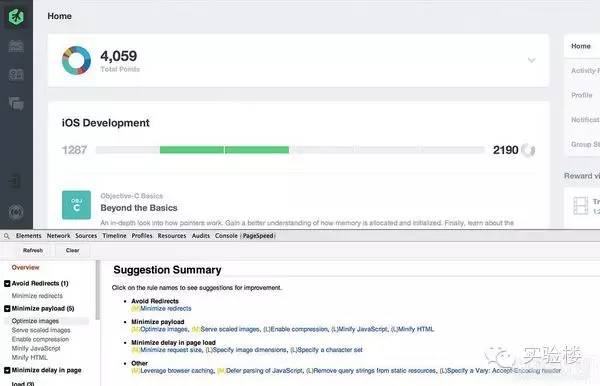 Home
4,059
Total Points
Home
Activity F
Profile
Notificat
Group St
iOS Development
1287
2190
Reward vi
OBJ
C
Objective-C Basics
Beyond the Basics
An in-depth look into how pointers work. Gain a better understanding of how memory is allocated and initialized. Finally, learn about the
Tr
1:2
Elements Network Sources Timeline Profiles Resources Audits Console PageSpeed
Refresh Clear
Overview
Avoid Redirects (1)
Minimize redirects
Minimize payload (5)
Optimize images
Serve scaled images
Enable compression
Minify JavaScript
Minify HTML
Minimize delay in page
load (3)
Suggestion Summary
Click on the rule names to see suggestions for improvement.
Avoid Redirects
(M)Minimize redirects
Minimize payload
(M)Optimize images, (M)Serve scaled images, (L)Enable compression, (L)Minify JavaScript, (L)Minify HTML
Minimize delay in page load
(M)Minimize request size, (L)Specify image dimensions, (L)Specify a character set
Other
(M)Leverage browser caching, (M)Defer parsing of JavaScript, (L)Remove query strings from static resources, (L)Specify a Vary: Accept-Encoding header
实验楼